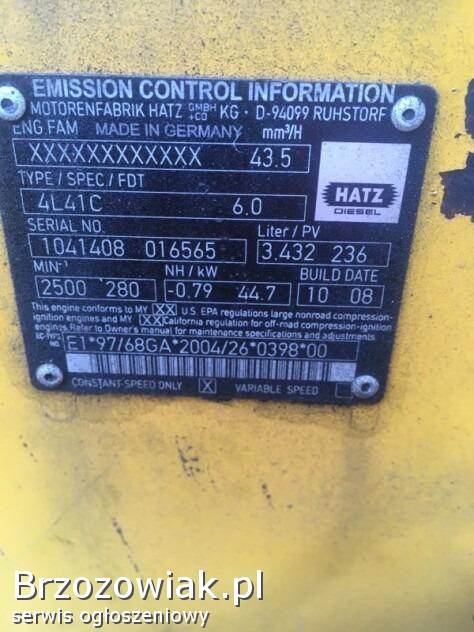 EMISSION CONTROL INFORMATION
MOTORENFABRIK HATZ GMBH +CO KG · D-94099 RUHSTORF
ENG.FAM MADE IN GERMANY mm³/H
XXXXXXXXXXXX 43.5
TYPE / SPEC / FDT
4L41C 6.0
HATZ
DIESEL
SERIAL NO. Liter / PV
1041408 016565 3.432 236
MIN⁻¹ NH / kW BUILD DATE
2500 280 -0.79 44.7 10 08
This engine conforms to MY XX U.S. EPA regulations large nonroad compression-
ignition engines and MY XX California regulation for off-road compression-ignition
engines. Refer to Owner's manual for maintenance specifications and adjustments
EC-TYPE NO. E1*97/68GA*2004/26*0398*00
CONSTANT-SPEED ONLY X VARIABLE SPEED
Brzozowiak.pl
serwis ogłoszeniowy